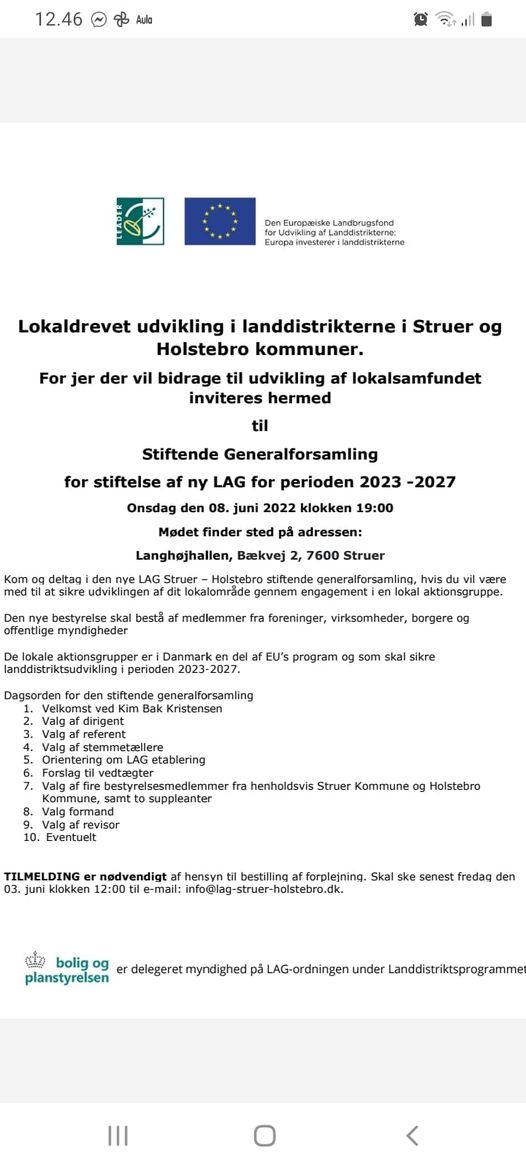 12.46 Aula
LEADER
Den Europæiske Landbrugsfond
for Udvikling af Landdistrikterne:
Europa investerer i landdistrikterne
Lokaldrevet udvikling i landdistrikterne i Struer og
Holstebro kommuner.
For jer der vil bidrage til udvikling af lokalsamfundet
inviteres hermed
til
Stiftende Generalforsamling
for stiftelse af ny LAG for perioden 2023 -2027
Onsdag den 08. juni 2022 klokken 19:00
Mødet finder sted på adressen:
Langhøjhallen, Bækvej 2, 7600 Struer
Kom og deltag i den nye LAG Struer – Holstebro stiftende generalforsamling, hvis du vil være
med til at sikre udviklingen af dit lokalområde gennem engagement i en lokal aktionsgruppe.
Den nye bestyrelse skal bestå af medlemmer fra foreninger, virksomheder, borgere og
offentlige myndigheder
De lokale aktionsgrupper er i Danmark en del af EU's program og som skal sikre
landdistriktsudvikling i perioden 2023-2027.
Dagsorden for den stiftende generalforsamling
1. Velkomst ved Kim Bak Kristensen
2. Valg af dirigent
3. Valg af referent
4. Valg af stemmetællere
5. Orientering om LAG etablering
6. Forslag til vedtægter
7. Valg af fire bestyrelsesmedlemmer fra henholdsvis Struer Kommune og Holstebro
Kommune, samt to suppleanter
8. Valg formand
9. Valg af revisor
10. Eventuelt
TILMELDING er nødvendigt af hensyn til bestilling af forplejning. Skal ske senest fredag den
03. juni klokken 12:00 til e-mail: info@lag-struer-holstebro.dk.
bolig og
planstyrelsen
er delegeret myndighed på LAG-ordningen under Landdistriktsprogrammet